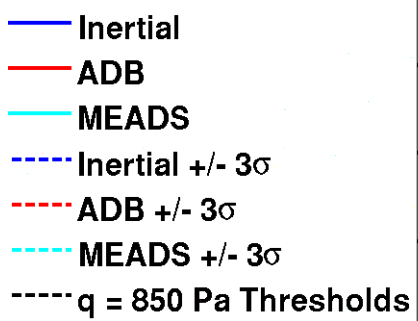 Inertial
ADB
MEADS
Inertial +/- 3σ
ADB +/- 3σ
MEADS +/- 3σ
q = 850 Pa Thresholds